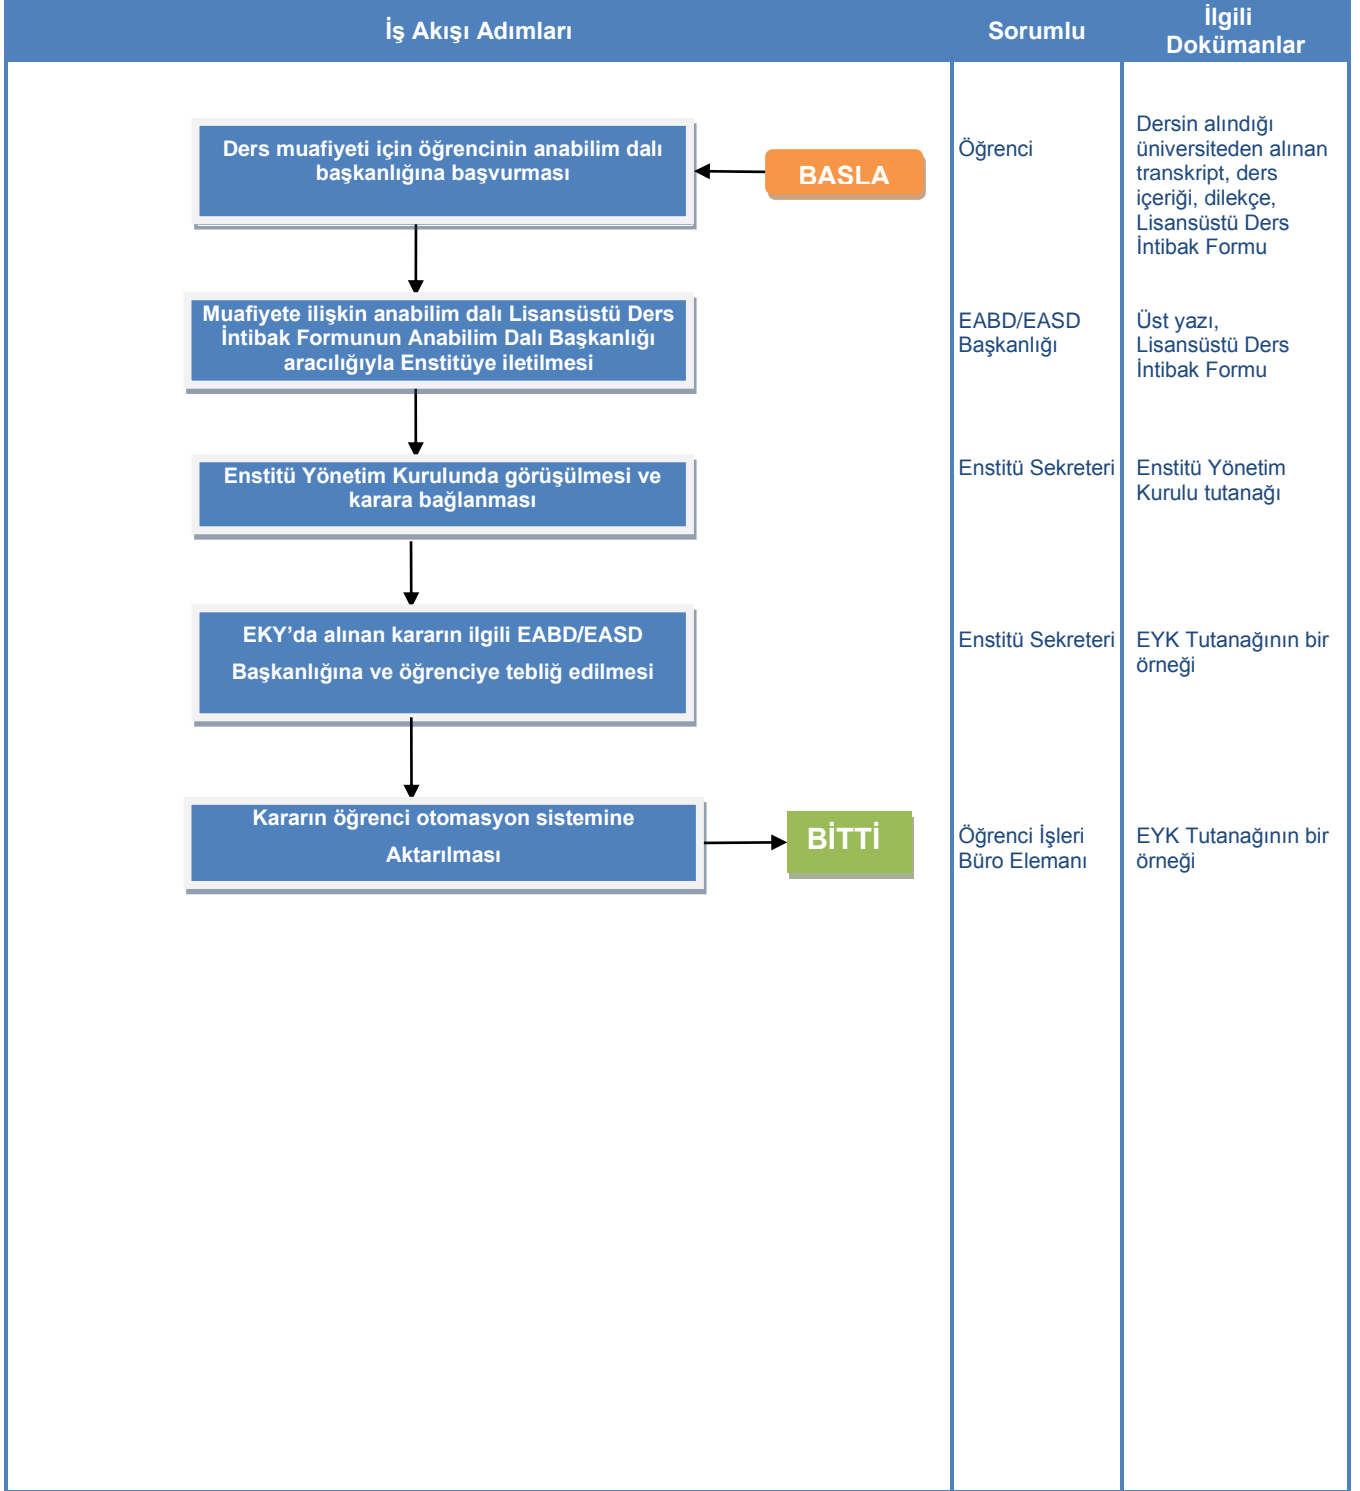 İş Akışı Adımları
Sorumlu
İlgili
Dokümanlar
Ders muafiyeti için öğrencinin anabilim dalı
başkanlığına başvurması
BAŞLA
Öğrenci
Dersin alındığı
üniversiteden alınan
transkript, ders
içeriği, dilekçe,
Lisansüstü Ders
İntibak Formu
Muafiyete ilişkin anabilim dalı Lisansüstü Ders
İntibak Formunun Anabilim Dalı Başkanlığı
aracılığıyla Enstitüye iletilmesi
EABD/EASD
Başkanlığı
Üst yazı,
Lisansüstü Ders
İntibak Formu
Enstitü Yönetim Kurulunda görüşülmesi ve
karara bağlanması
Enstitü Sekreteri
Enstitü Yönetim
Kurulu tutanağı
EKY’da alınan kararın ilgili EABD/EASD
Başkanlığına ve öğrenciye tebliğ edilmesi
Enstitü Sekreteri
EYK Tutanağının bir
örneği
Kararın öğrenci otomasyon sistemine
Aktarılması
BİTTİ
Öğrenci İşleri
Büro Elemanı
EYK Tutanağının bir
örneği